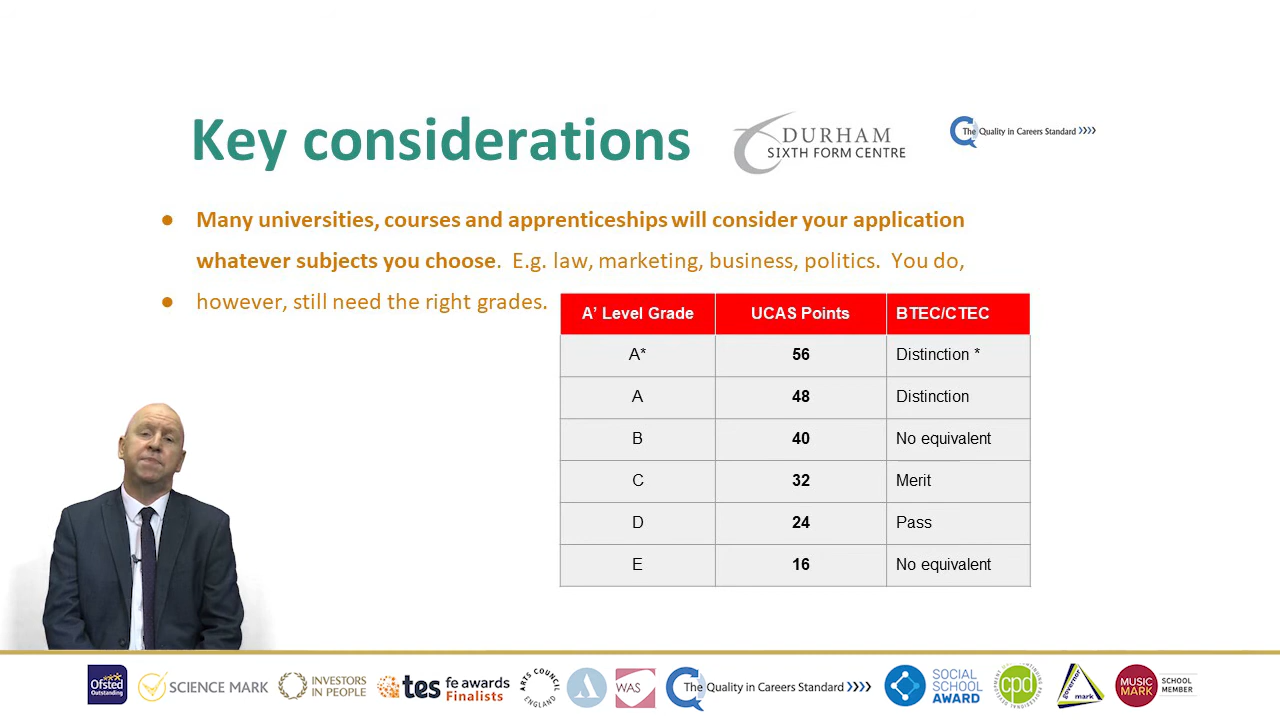 Key considerations
DURHAM
SIXTH FORM CENTRE
The Quality in Careers Standard
● Many universities, courses and apprenticeships will consider your application
whatever subjects you choose. E.g. law, marketing, business, politics. You do,
● however, still need the right grades.
A' Level Grade UCAS Points BTEC/CTEC
A* 56 Distinction *
A 48 Distinction
B 40 No equivalent
C 32 Merit
D 24 Pass
E 16 No equivalent
Ofsted
Outstanding
SCIENCE MARK
INVESTORS
IN PEOPLE
tes fe awards
Finalists
ARTS COUNCIL
ENGLAND
WAS
The Quality in Careers Standard
SOCIAL
SCHOOL
AWARD
cpd
governor
mark
MUSIC
MARK
SCHOOL
MEMBER